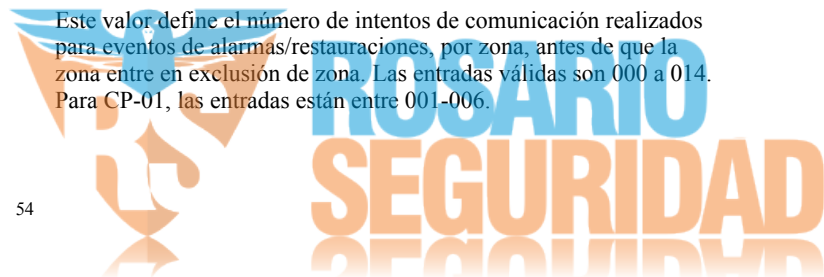 Este valor define el número de intentos de comunicación realizados
para eventos de alarmas/restauraciones, por zona, antes de que la
zona entre en exclusión de zona. Las entradas válidas son 000 a 014.
Para CP-01, las entradas están entre 001-006.
RS
ROSARIO
SEGURIDAD
54